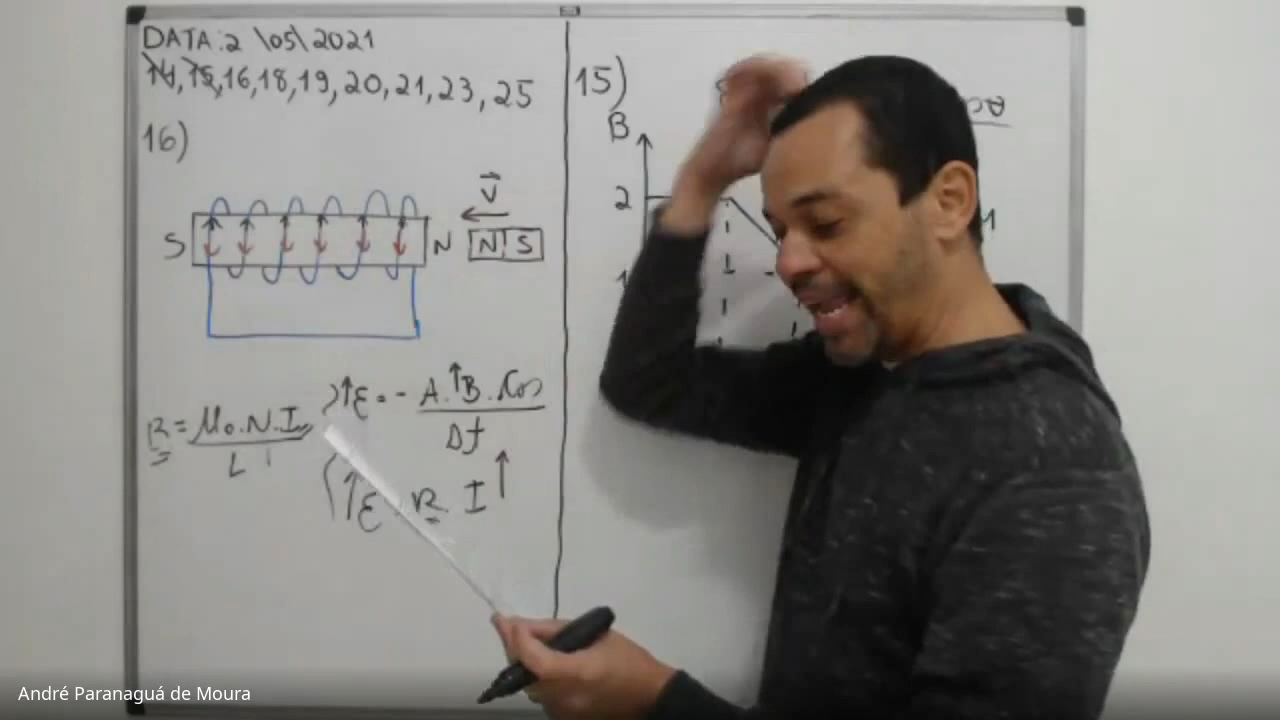 DATA: 2 \05\ 2021
14, 15, 16, 18, 19, 20, 21, 23, 25
16)
V
S N N S
B = Mo.N.I
L
↑ε = - A.↑B.Cos
Δt
↑ε R. I↑
15)
B
2
1
André Paranaguá de Moura